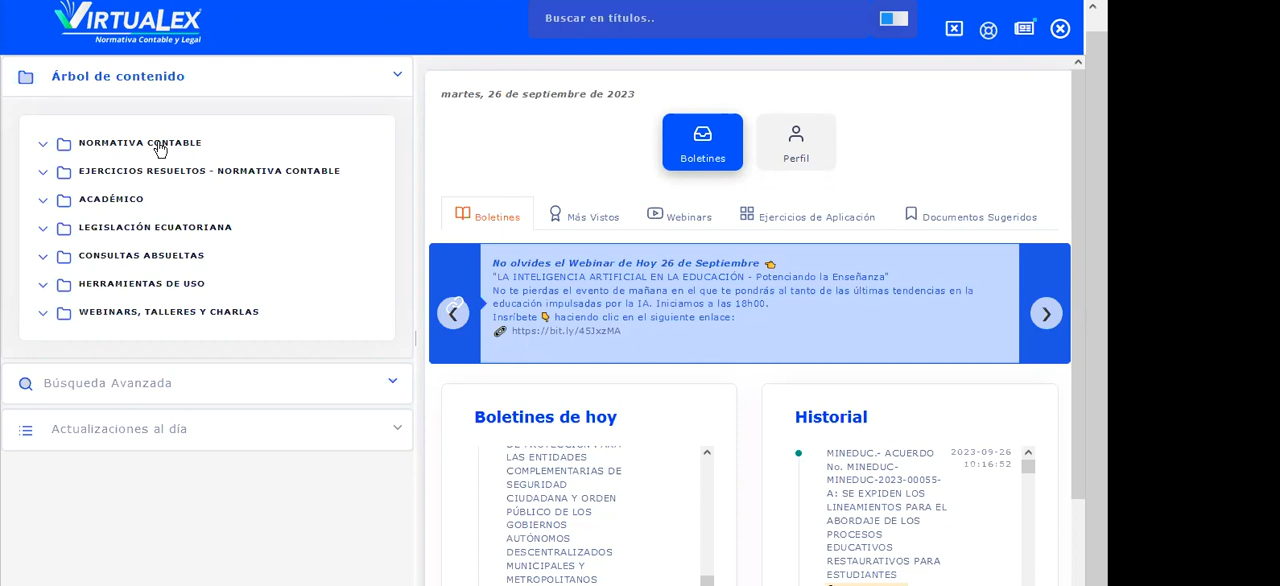 VIRTUALEX
Normativa Contable y Legal
Buscar en títulos..
Árbol de contenido
NORMATIVA CONTABLE
EJERCICIOS RESUELTOS - NORMATIVA CONTABLE
ACADÉMICO
LEGISLACIÓN ECUATORIANA
CONSULTAS ABSUELTAS
HERRAMIENTAS DE USO
WEBINARS, TALLERES Y CHARLAS
Búsqueda Avanzada
Actualizaciones al día
martes, 26 de septiembre de 2023
Boletines
Perfil
Boletines
Más Vistos
Webinars
Ejercicios de Aplicación
Documentos Sugeridos
No olvides el Webinar de Hoy 26 de Septiembre 👈
"LA INTELIGENCIA ARTIFICIAL EN LA EDUCACIÓN - Potenciando la Enseñanza"
No te pierdas el evento de mañana en el que te pondrás al tanto de las últimas tendencias en la
educación impulsadas por la IA. Iniciamos a las 18h00.
Insríbete 👇 haciendo clic en el siguiente enlace:
🔗 https://bit.ly/45JxzMA
Boletines de hoy
DE PROTECCIÓN PARA
LAS ENTIDADES
COMPLEMENTARIAS DE
SEGURIDAD
CIUDADANA Y ORDEN
PÚBLICO DE LOS
GOBIERNOS
AUTÓNOMOS
DESCENTRALIZADOS
MUNICIPALES Y
METROPOLITANOS
Historial
MINEDUC.- ACUERDO
No. MINEDUC-
MINEDUC-2023-00055-
A: SE EXPIDEN LOS
LINEAMIENTOS PARA EL
ABORDAJE DE LOS
PROCESOS
EDUCATIVOS
RESTAURATIVOS PARA
ESTUDIANTES
2023-09-26
10:16:52